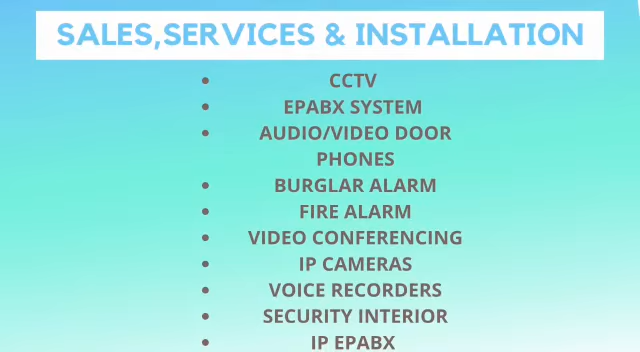 SALES,SERVICES & INSTALLATION
• CCTV
• EPABX SYSTEM
• AUDIO/VIDEO DOOR
PHONES
• BURGLAR ALARM
• FIRE ALARM
• VIDEO CONFERENCING
• IP CAMERAS
• VOICE RECORDERS
• SECURITY INTERIOR
• IP EPABX